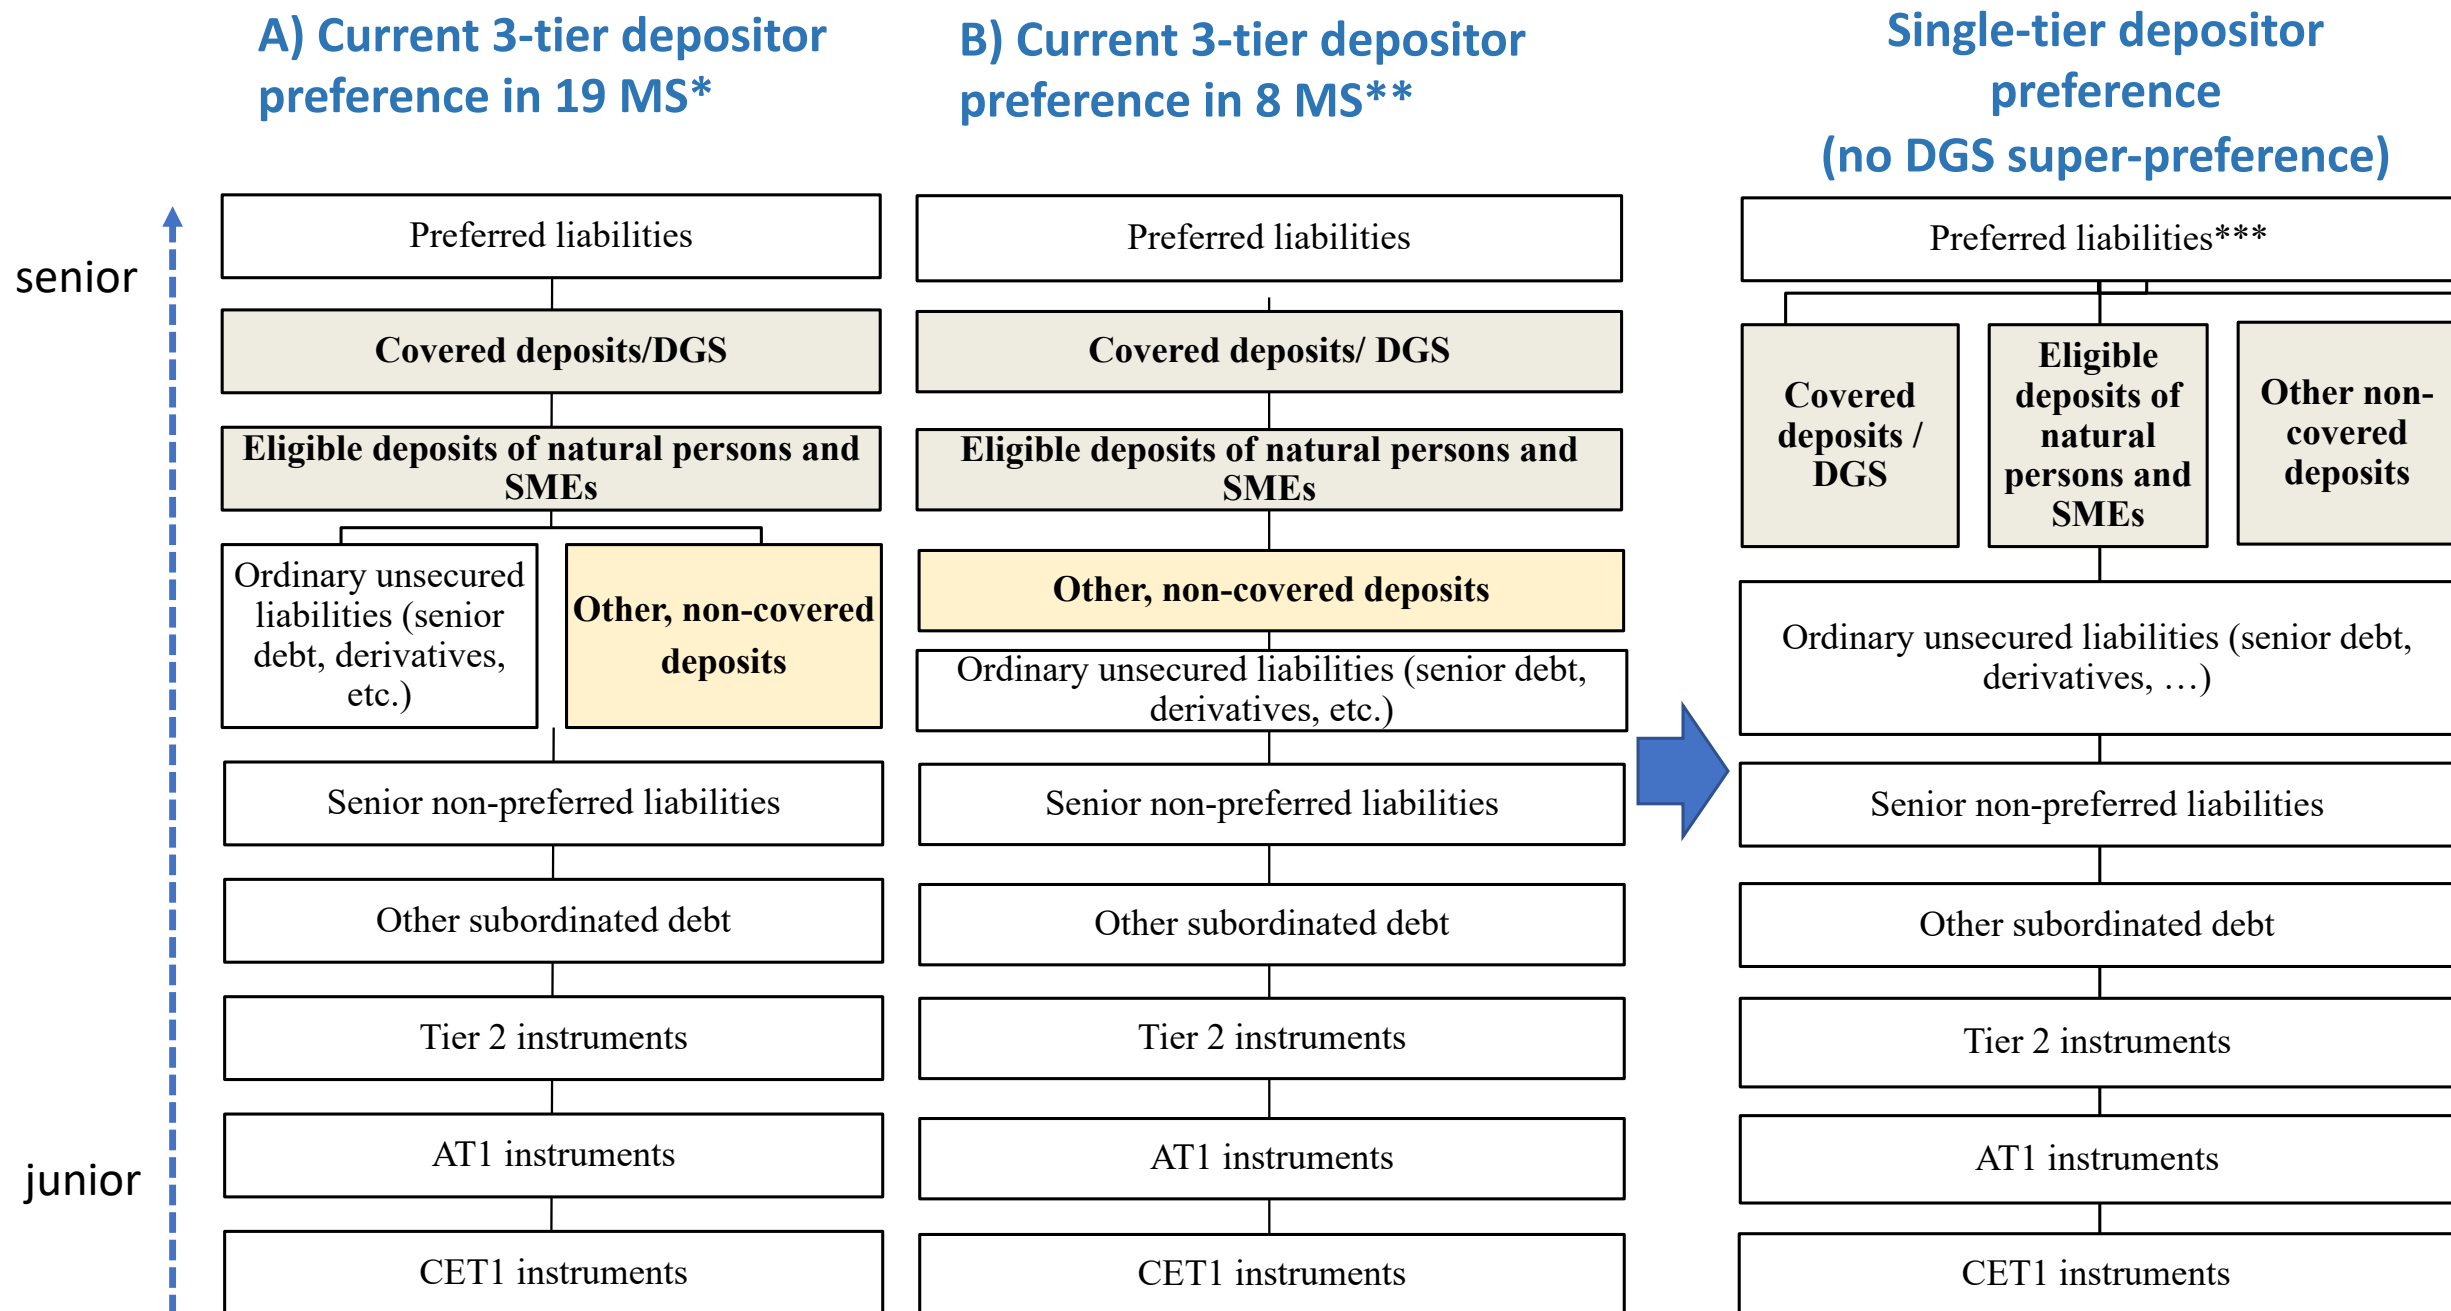 A) Current 3-tier depositor
preference in 19 MS*
B) Current 3-tier depositor
preference in 8 MS**
Single-tier depositor
preference
(no DGS super-preference)
senior
junior
Preferred liabilities
Covered deposits/DGS
Eligible deposits of natural persons and
SMEs
Ordinary unsecured
liabilities (senior
debt, derivatives,
etc.)
Other, non-covered
deposits
Senior non-preferred liabilities
Other subordinated debt
Tier 2 instruments
AT1 instruments
CET1 instruments
Preferred liabilities
Covered deposits/ DGS
Eligible deposits of natural persons and
SMEs
Other, non-covered deposits
Ordinary unsecured liabilities (senior debt,
derivatives, etc.)
Senior non-preferred liabilities
Other subordinated debt
Tier 2 instruments
AT1 instruments
CET1 instruments
Preferred liabilities***
Covered
deposits /
DGS
Eligible
deposits of
natural
persons and
SMEs
Other non-
covered
deposits
Ordinary unsecured liabilities (senior debt,
derivatives, …)
Senior non-preferred liabilities
Other subordinated debt
Tier 2 instruments
AT1 instruments
CET1 instruments